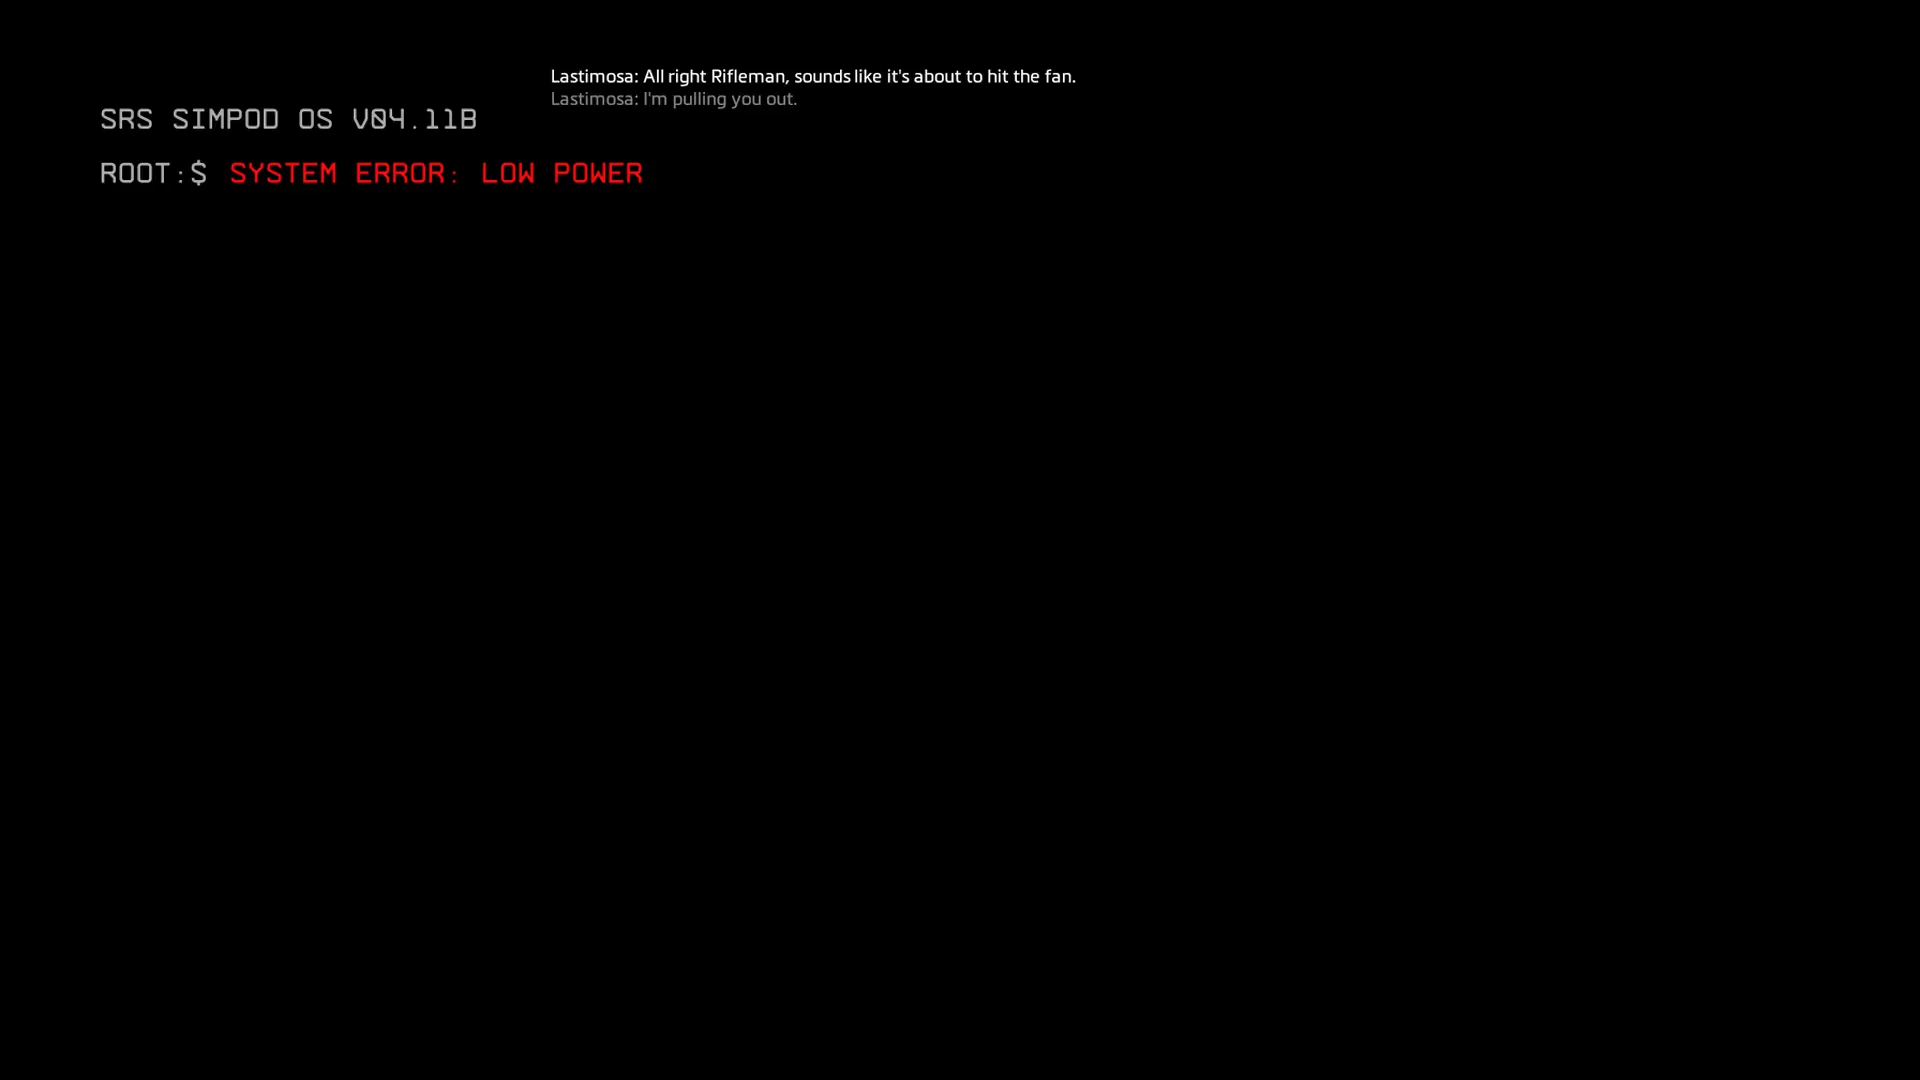 Lastimosa: All right Rifleman, sounds like it's about to hit the fan.
Lastimosa: I'm pulling you out.
SRS SIMPOD OS V04.11B
ROOT:$ SYSTEM ERROR: LOW POWER